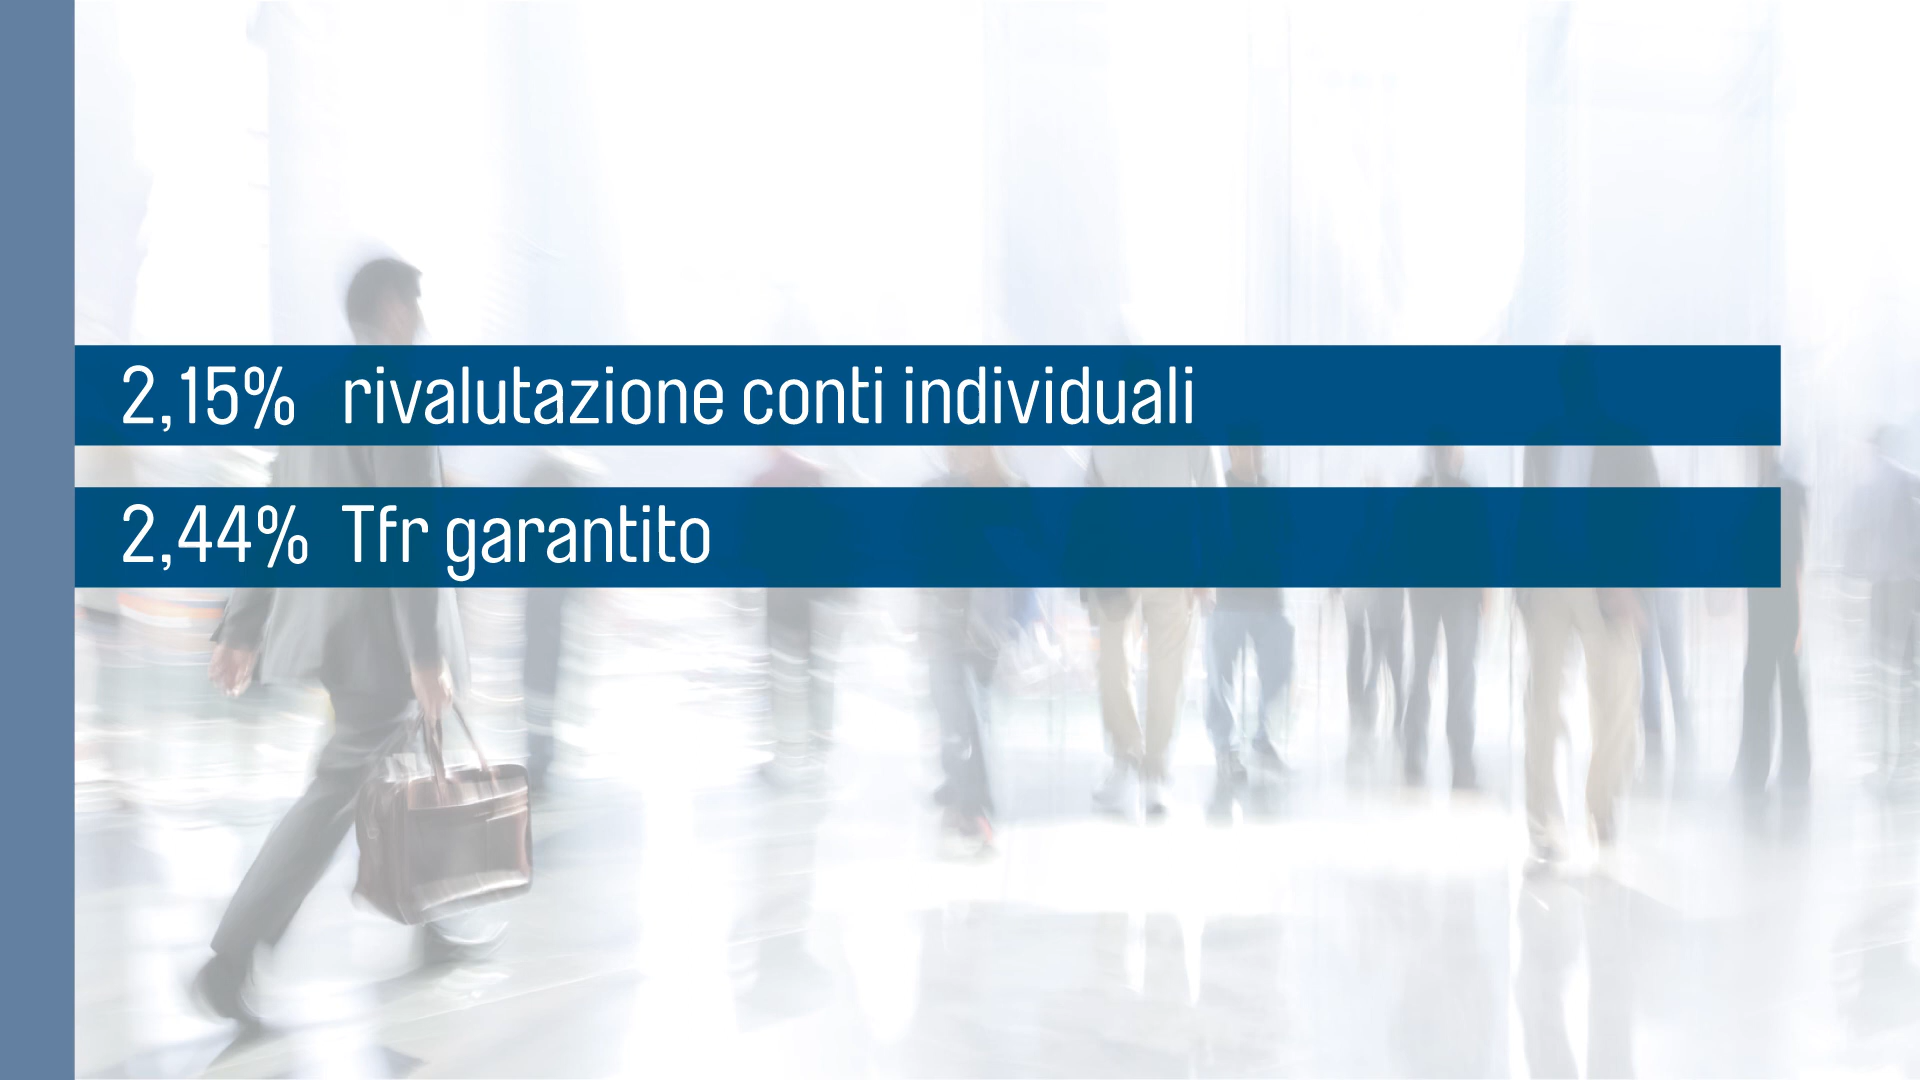 2,15% rivalutazione conti individuali
2,44% Tfr garantito